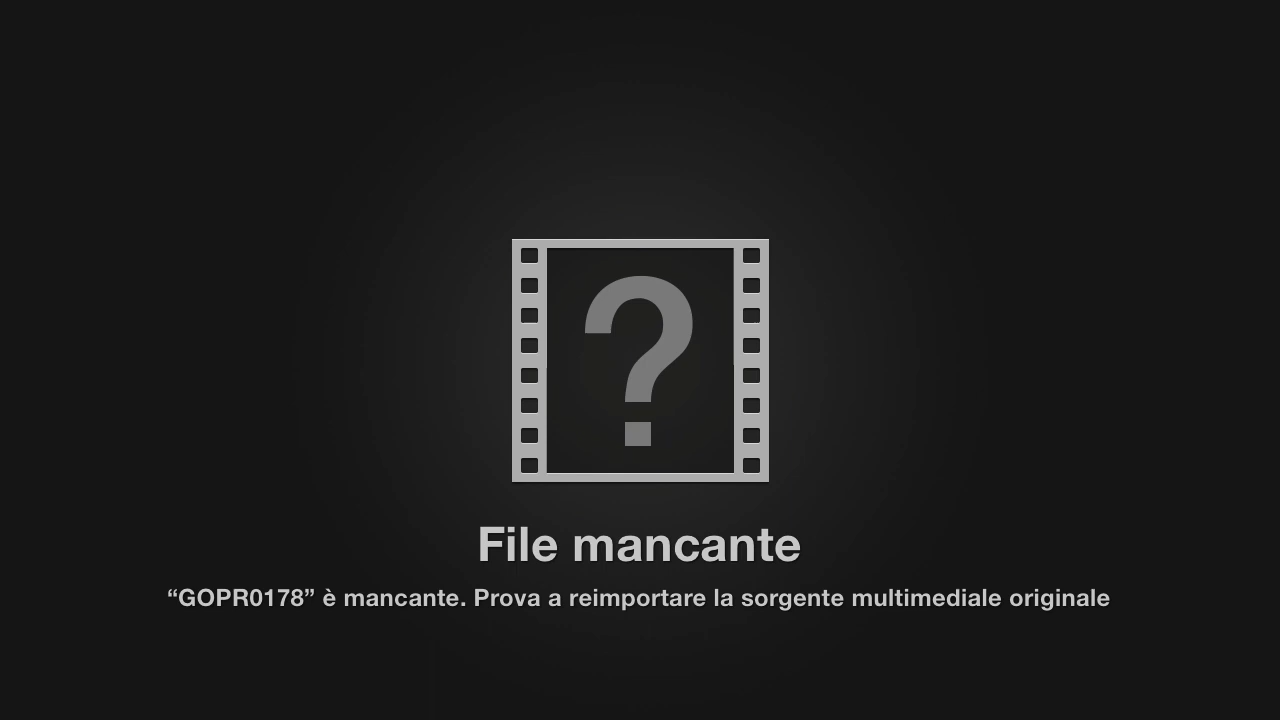 File mancante
“GOPR0178” è mancante. Prova a reimportare la sorgente multimediale originale